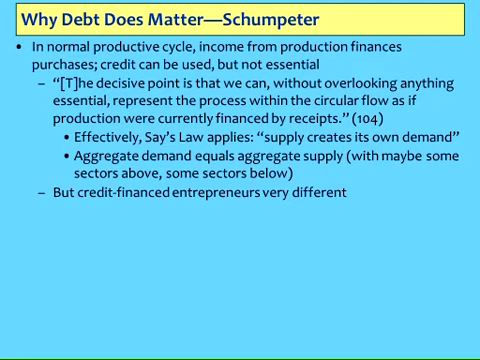 Why Debt Does Matter—Schumpeter
• In normal productive cycle, income from production finances
purchases; credit can be used, but not essential
– “[T]he decisive point is that we can, without overlooking anything
essential, represent the process within the circular flow as if
production were currently financed by receipts.” (104)
• Effectively, Say’s Law applies: “supply creates its own demand”
• Aggregate demand equals aggregate supply (with maybe some
sectors above, some sectors below)
– But credit-financed entrepreneurs very different